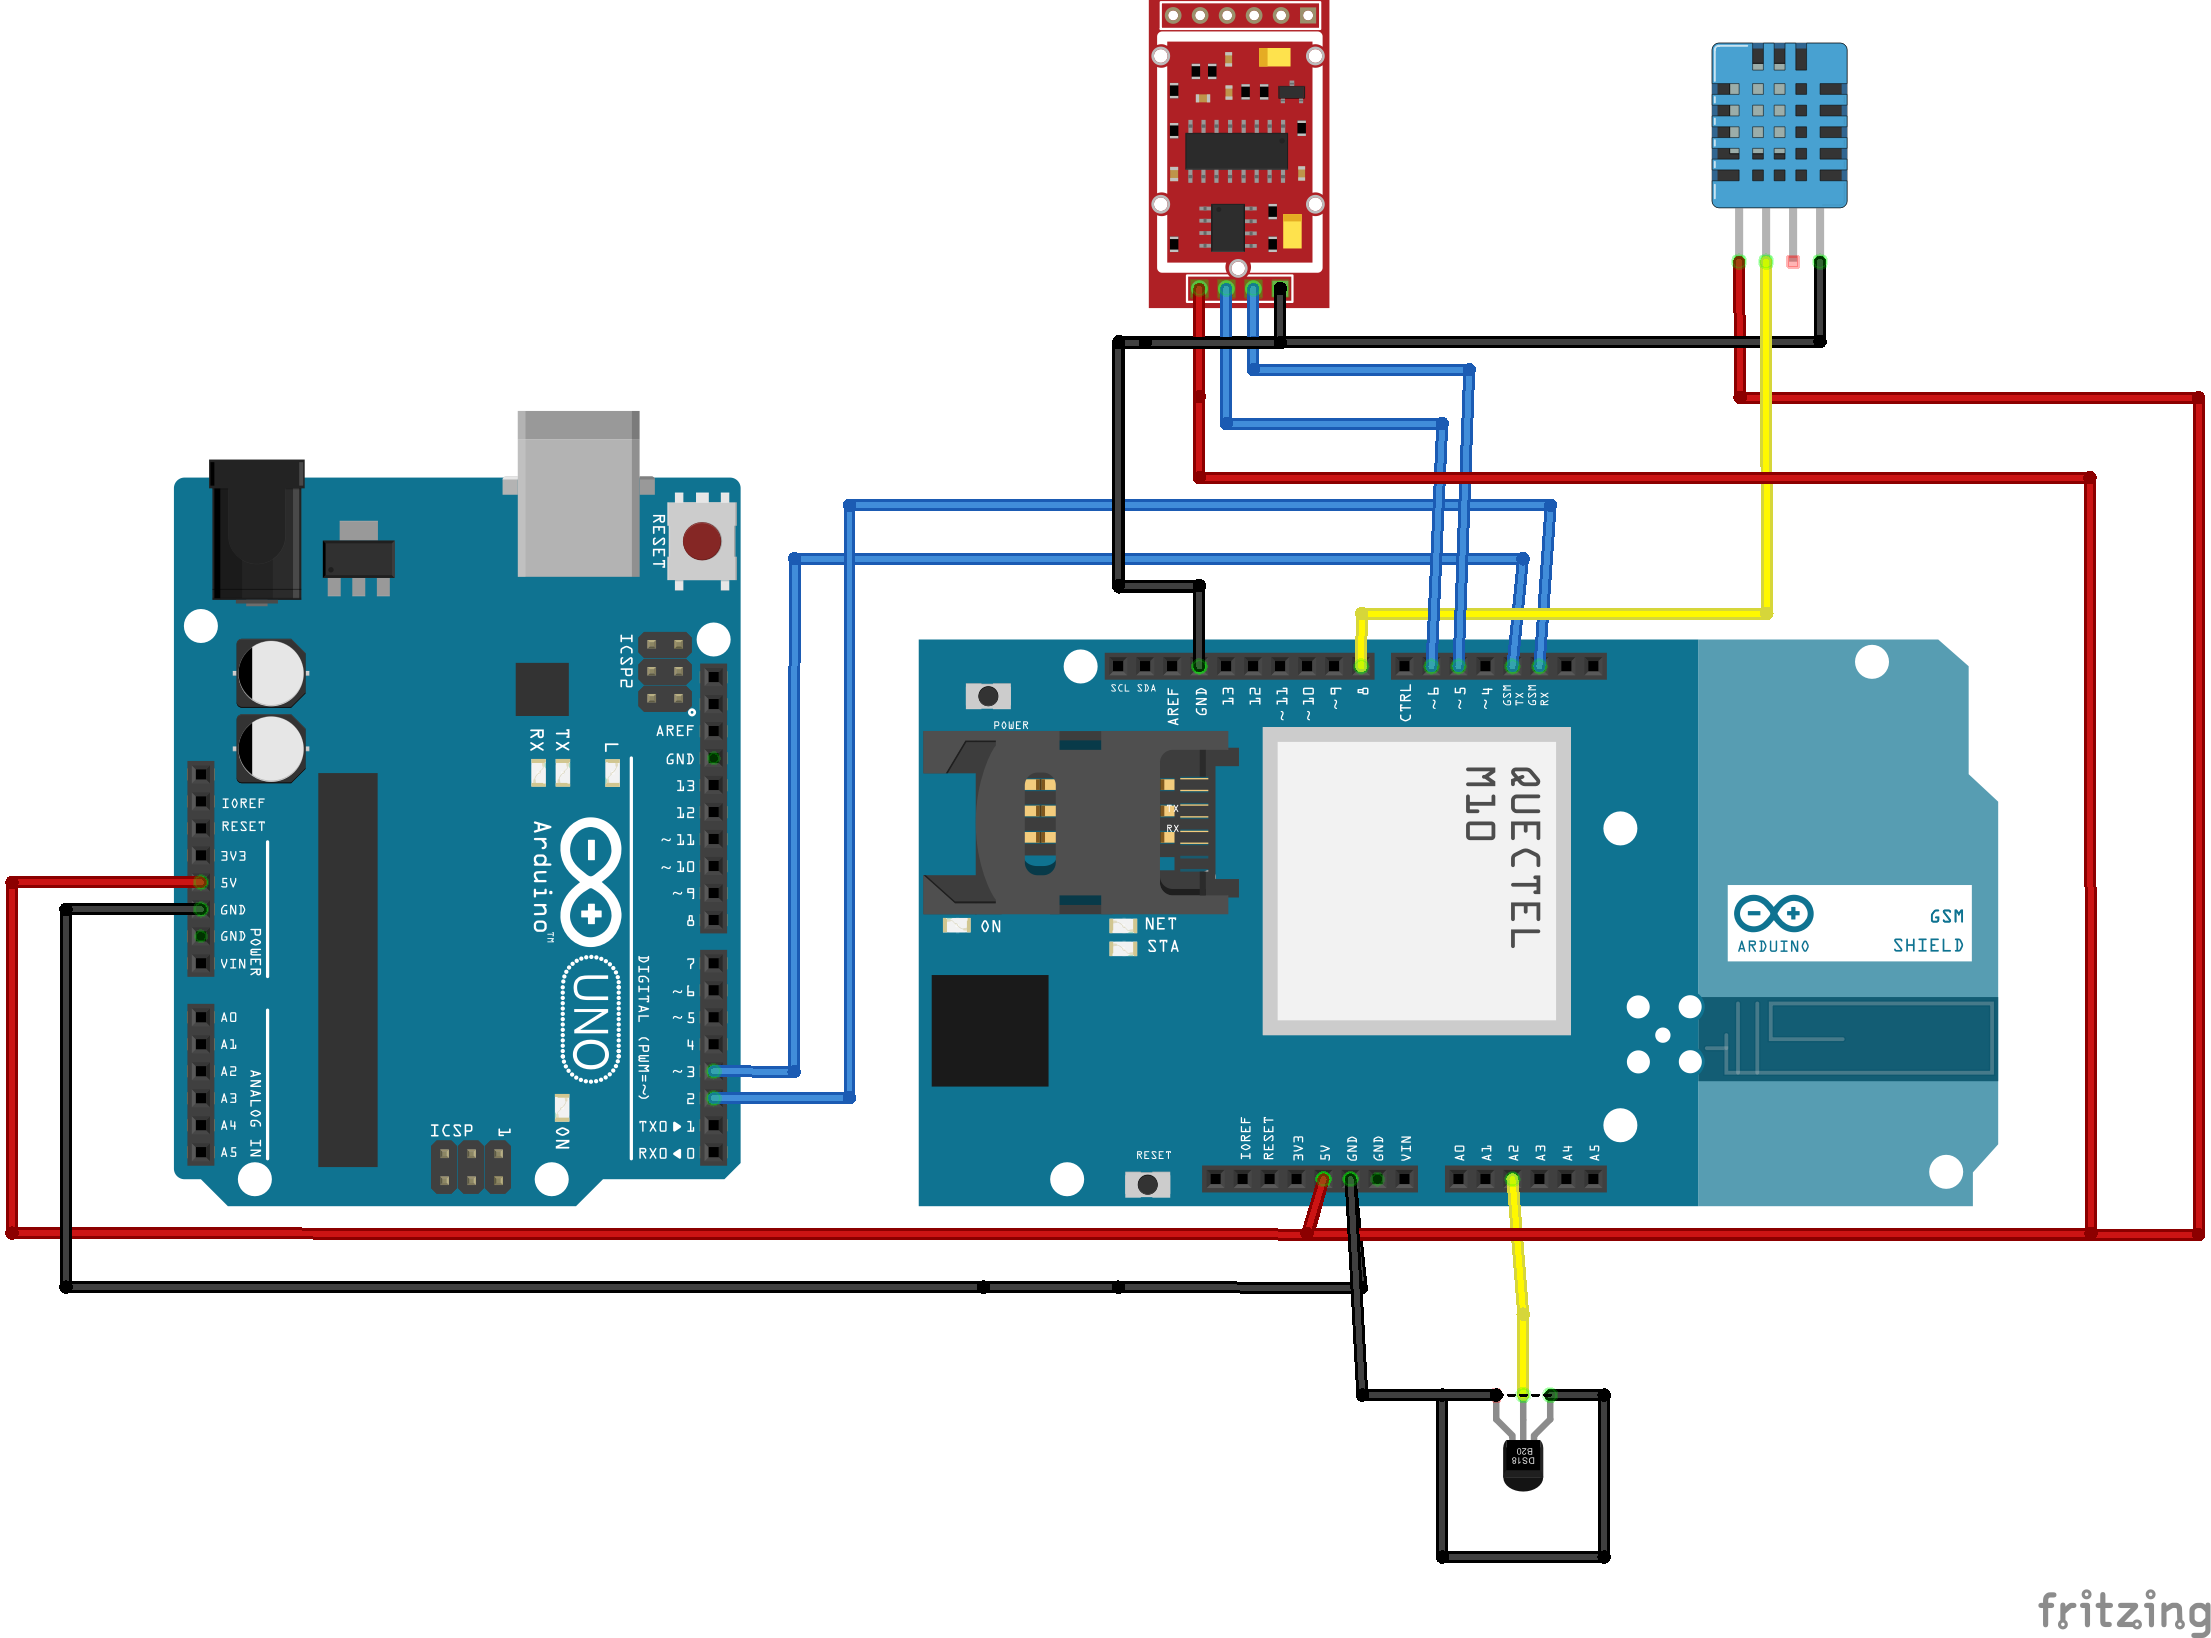 RESET
ICSP2
RX
TX
L
AREF
GND
13
12
~11
~10
~9
8
7
~6
~5
4
~3
2
TX0▶1
RX0◀0
IOREF
RESET
3V3
5V
GND
GND
VIN
POWER
A0
A1
A2
A3
A4
A5
ANALOG IN
Arduino™
UNO
DIGITAL (PWM=~)
ICSP
1
ON
SCL
SDA
AREF
GND
13
12
~11
~10
~9
8
CTRL
~6
~5
~4
GSM TX
GSM RX
POWER
TX
RX
ON
NET
STA
QUECTEL
M10
ARDUINO
GSM
SHIELD
RESET
IOREF
RESET
3V3
5V
GND
GND
VIN
A0
A1
A2
A3
A4
A5
DS18
B20
fritzing